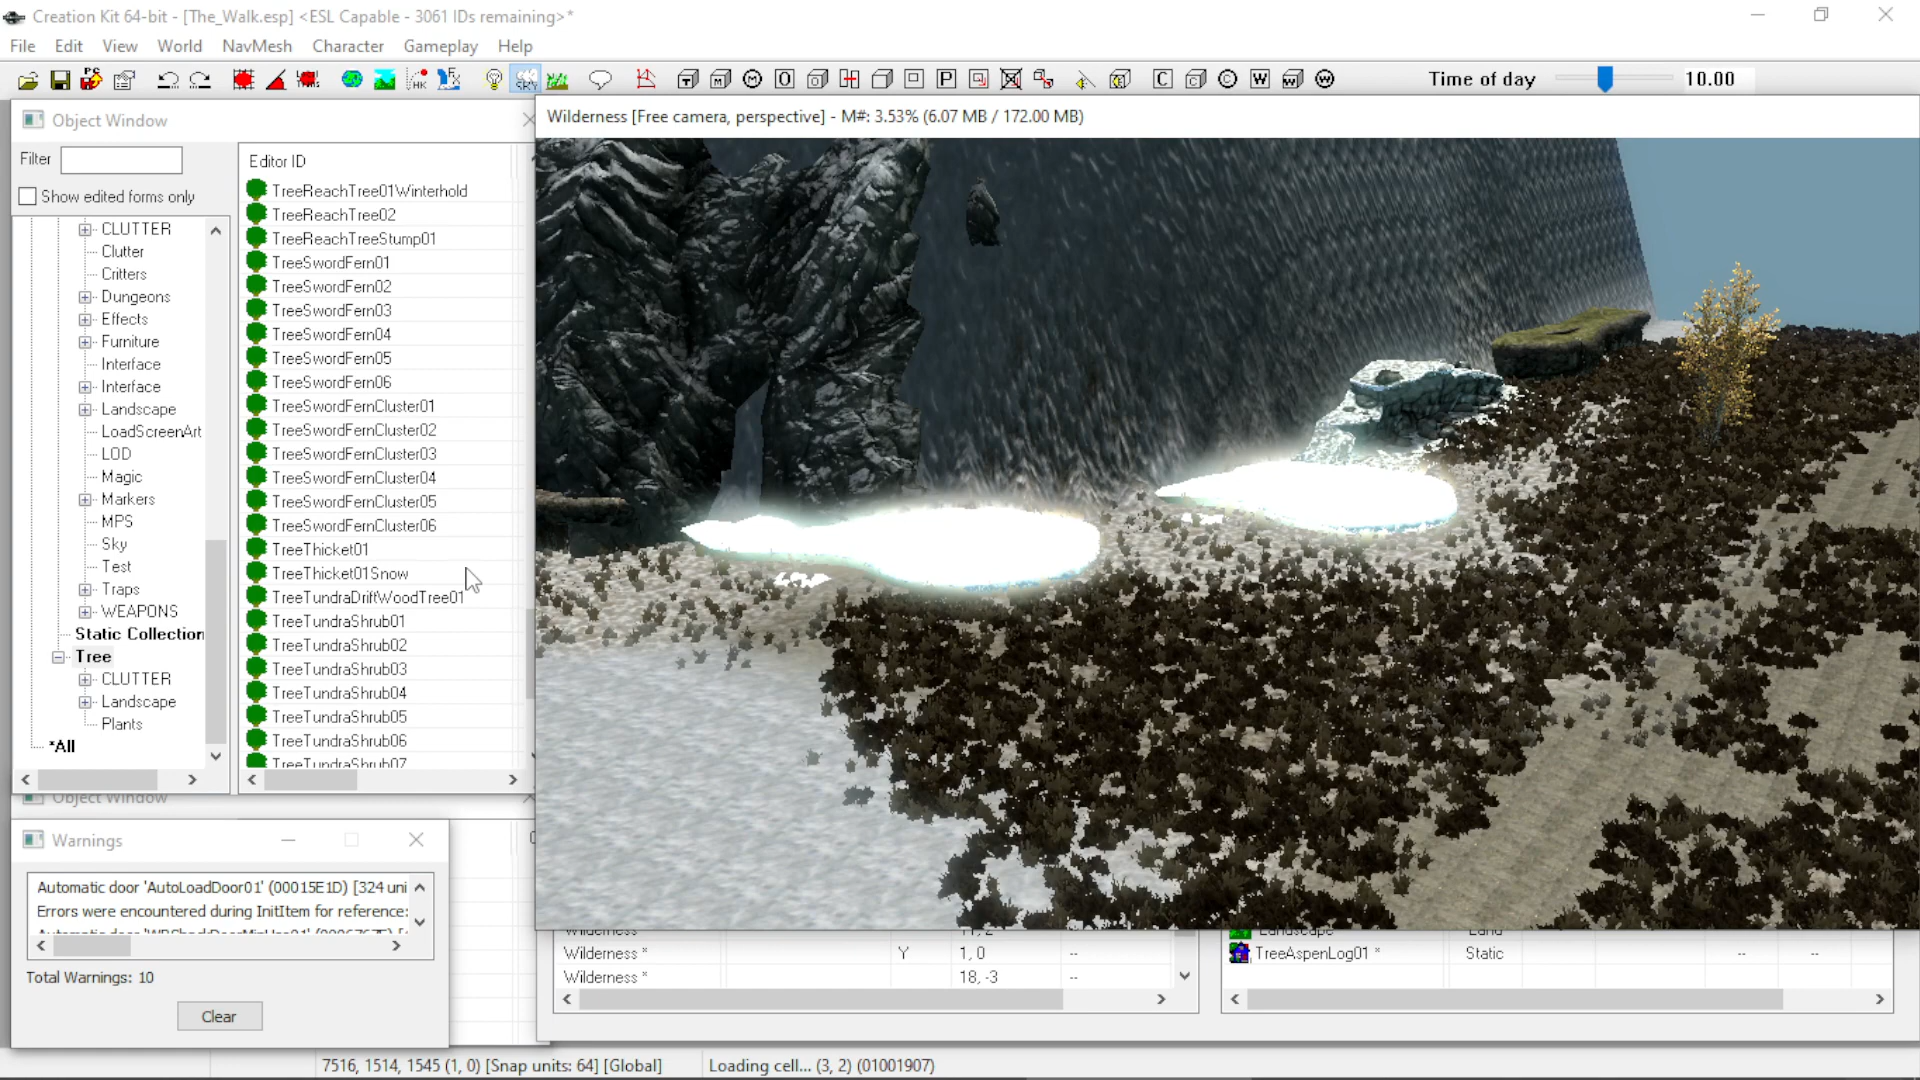 Creation Kit 64-bit - [The_Walk.esp] <ESL Capable - 3061 IDs remaining>*
File Edit View World NavMesh Character Gameplay Help
Time of day 10.00
Object Window
Wilderness [Free camera, perspective] - M#: 3.53% (6.07 MB / 172.00 MB)
Filter
Show edited forms only
CLUTTER
Clutter
Critters
Dungeons
Effects
Furniture
Interface
Interface
Landscape
LoadScreenArt
LOD
Magic
Markers
MPS
Sky
Test
Traps
WEAPONS
Static Collection
Tree
CLUTTER
Landscape
Plants
*All
Editor ID
TreeReachTree01Winterhold
TreeReachTree02
TreeReachTreeStump01
TreeSwordFern01
TreeSwordFern02
TreeSwordFern03
TreeSwordFern04
TreeSwordFern05
TreeSwordFern06
TreeSwordFernCluster01
TreeSwordFernCluster02
TreeSwordFernCluster03
TreeSwordFernCluster04
TreeSwordFernCluster05
TreeSwordFernCluster06
TreeThicket01
TreeThicket01Snow
TreeTundraDriftWoodTree01
TreeTundraShrub01
TreeTundraShrub02
TreeTundraShrub03
TreeTundraShrub04
TreeTundraShrub05
TreeTundraShrub06
TreeTundraShrub07
Object Window
Warnings
Automatic door 'AutoLoadDoor01' (00015E1D) [324 uni
Errors were encountered during InitItem for reference:
Total Warnings: 10
Clear
Wilderness
Wilderness * Y 1, 0 --
Wilderness * 18, -3 --
Landscape Land
TreeAspenLog01 * Static -- --
7516, 1514, 1545 (1, 0) [Snap units: 64] [Global]
Loading cell... (3, 2) (01001907)